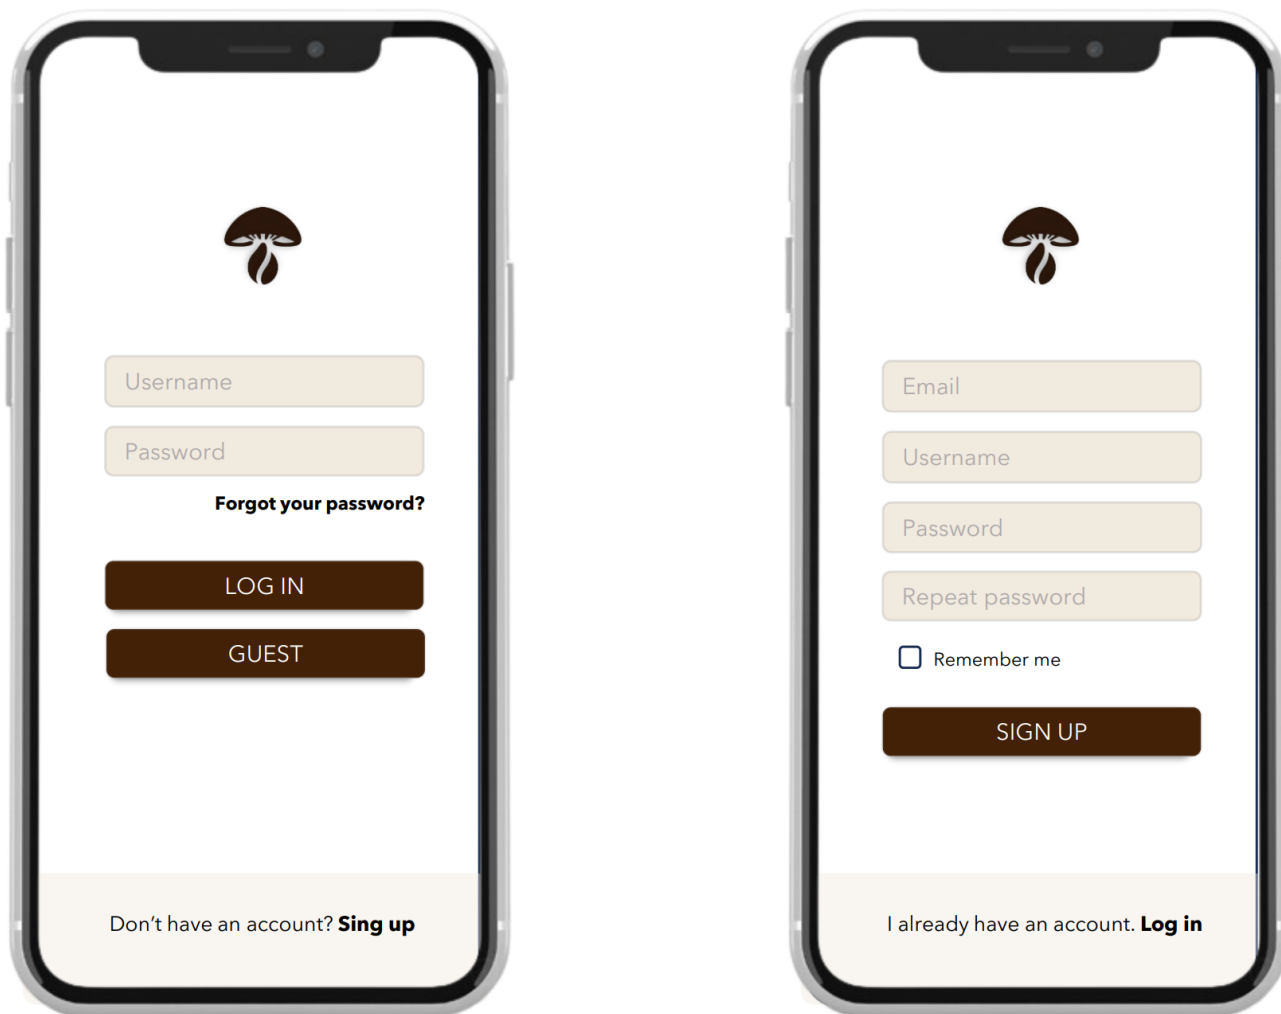 Username
Password
Forgot your password?
LOG IN
GUEST
Don't have an account? Sing up
Email
Username
Password
Repeat password
Remember me
SIGN UP
I already have an account. Log in